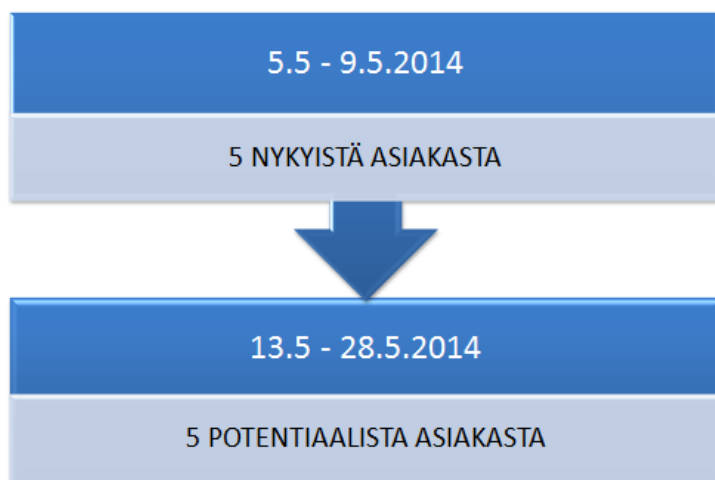 5.5 - 9.5.2014
5 NYKYISTÄ ASIAKASTA
13.5 - 28.5.2014
5 POTENTIAALISTA ASIAKASTA